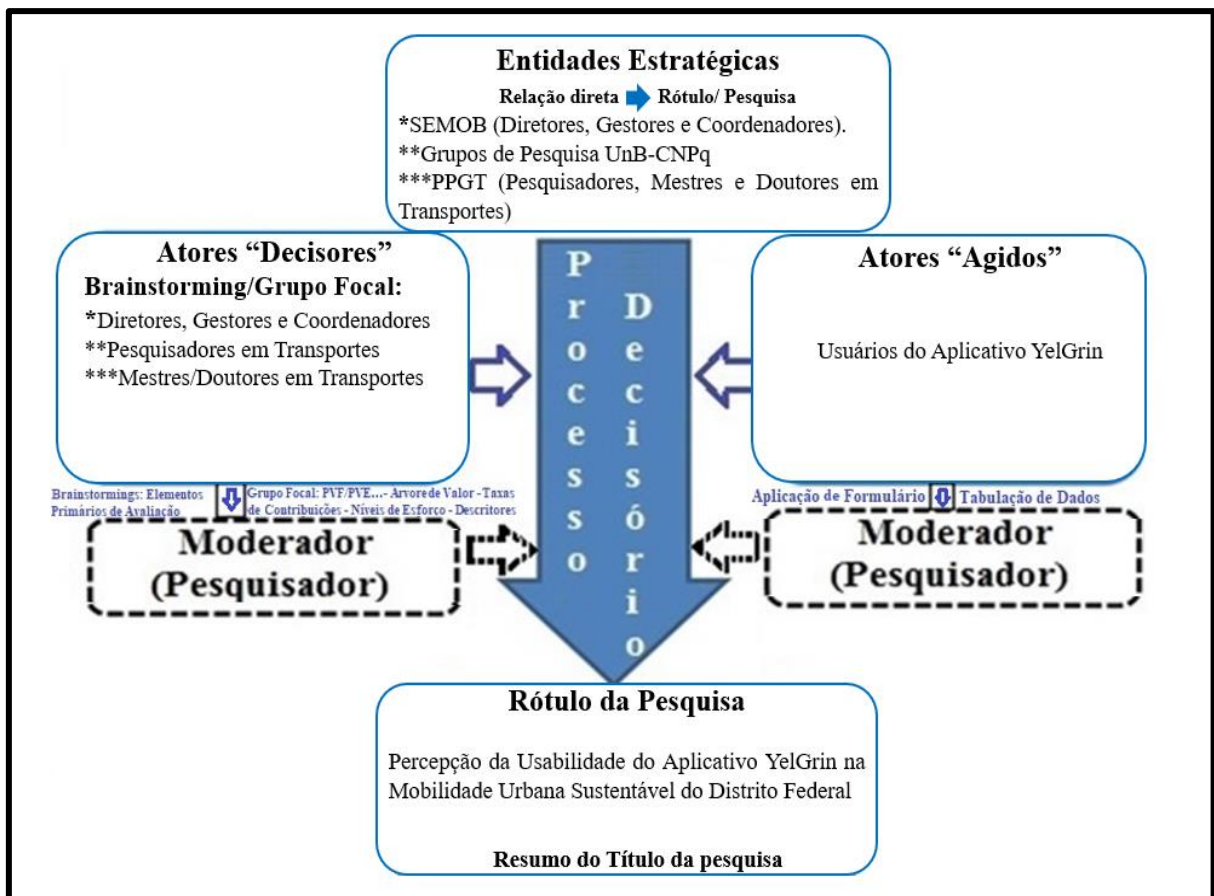 Entidades Estratégicas
Relação direta Rótulo/ Pesquisa
*SEMOB (Diretores, Gestores e Coordenadores).
**Grupos de Pesquisa UnB-CNPq
***PPGT (Pesquisadores, Mestres e Doutores em
Transportes)
Atores “Decisores”
Brainstorming/Grupo Focal:
*Diretores, Gestores e Coordenadores
**Pesquisadores em Transportes
***Mestres/Doutores em Transportes
Processo
Decisório
Atores “Agidos”
Usuários do Aplicativo YelGrin
Brainstormings: Elementos
Primários de Avaliação
Grupo Focal: PVF/PVE...- Arvore de Valor - Taxas
de Contribuições - Níveis de Esforço - Descritores
Moderador
(Pesquisador)
Aplicação de Formulário Tabulação de Dados
Moderador
(Pesquisador)
Rótulo da Pesquisa
Percepção da Usabilidade do Aplicativo YelGrin na
Mobilidade Urbana Sustentável do Distrito Federal
Resumo do Título da pesquisa